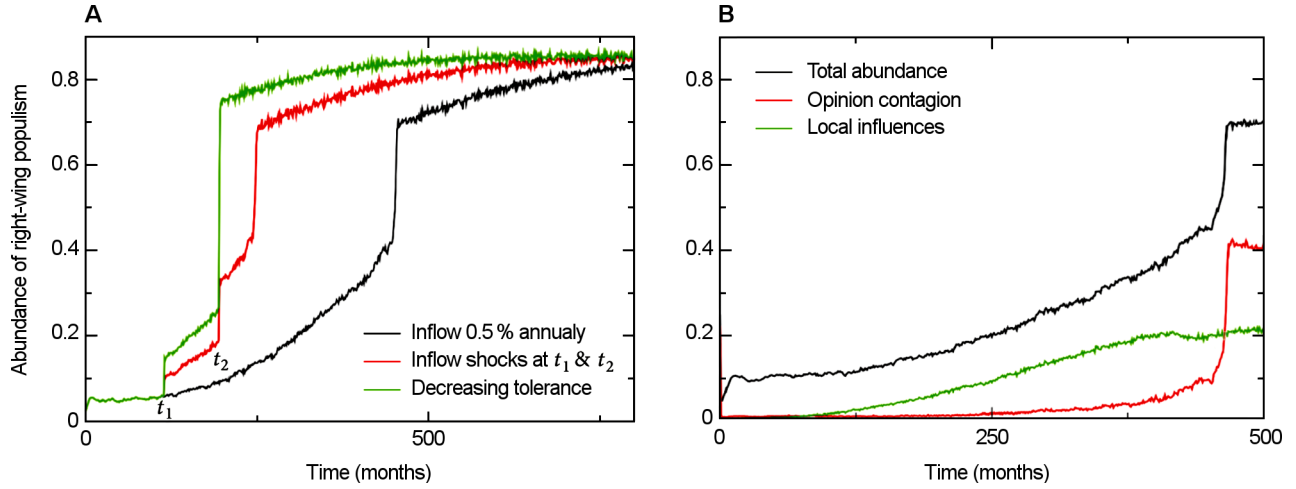 A
Abundance of right-wing populism
0.8
0.6
0.4
0.2
0
t1
t2
Inflow 0.5 % annualy
Inflow shocks at t1 & t2
Decreasing tolerance
0
500
Time (months)
B
0.8
0.6
0.4
0.2
0
Total abundance
Opinion contagion
Local influences
0
250
500
Time (months)